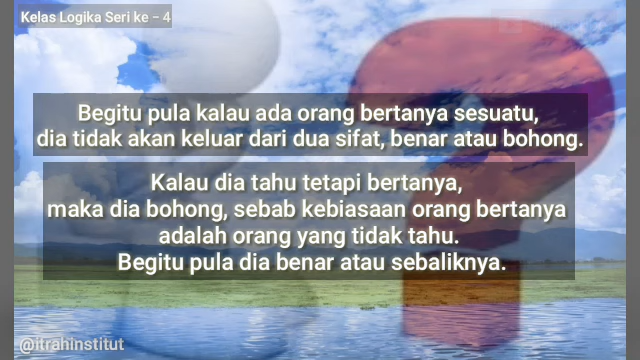 Kelas Logika Seri ke - 4
Begitu pula kalau ada orang bertanya sesuatu,
dia tidak akan keluar dari dua sifat, benar atau bohong.
Kalau dia tahu tetapi bertanya,
maka dia bohong, sebab kebiasaan orang bertanya
adalah orang yang tidak tahu.
Begitu pula dia benar atau sebaliknya.
@itrahInstitut